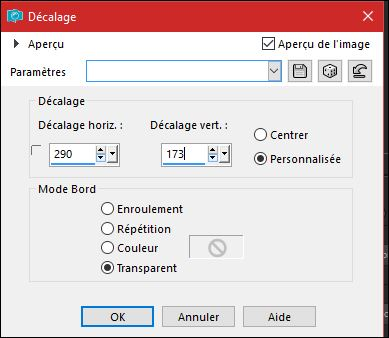 Décalage
Aperçu
Aperçu de l'image
Paramètres
Décalage
Décalage horiz. : Décalage vert. :
Centrer
290 173
Personnalisée
Mode Bord
Enroulement
Répétition
Couleur
Transparent
OK Annuler Aide